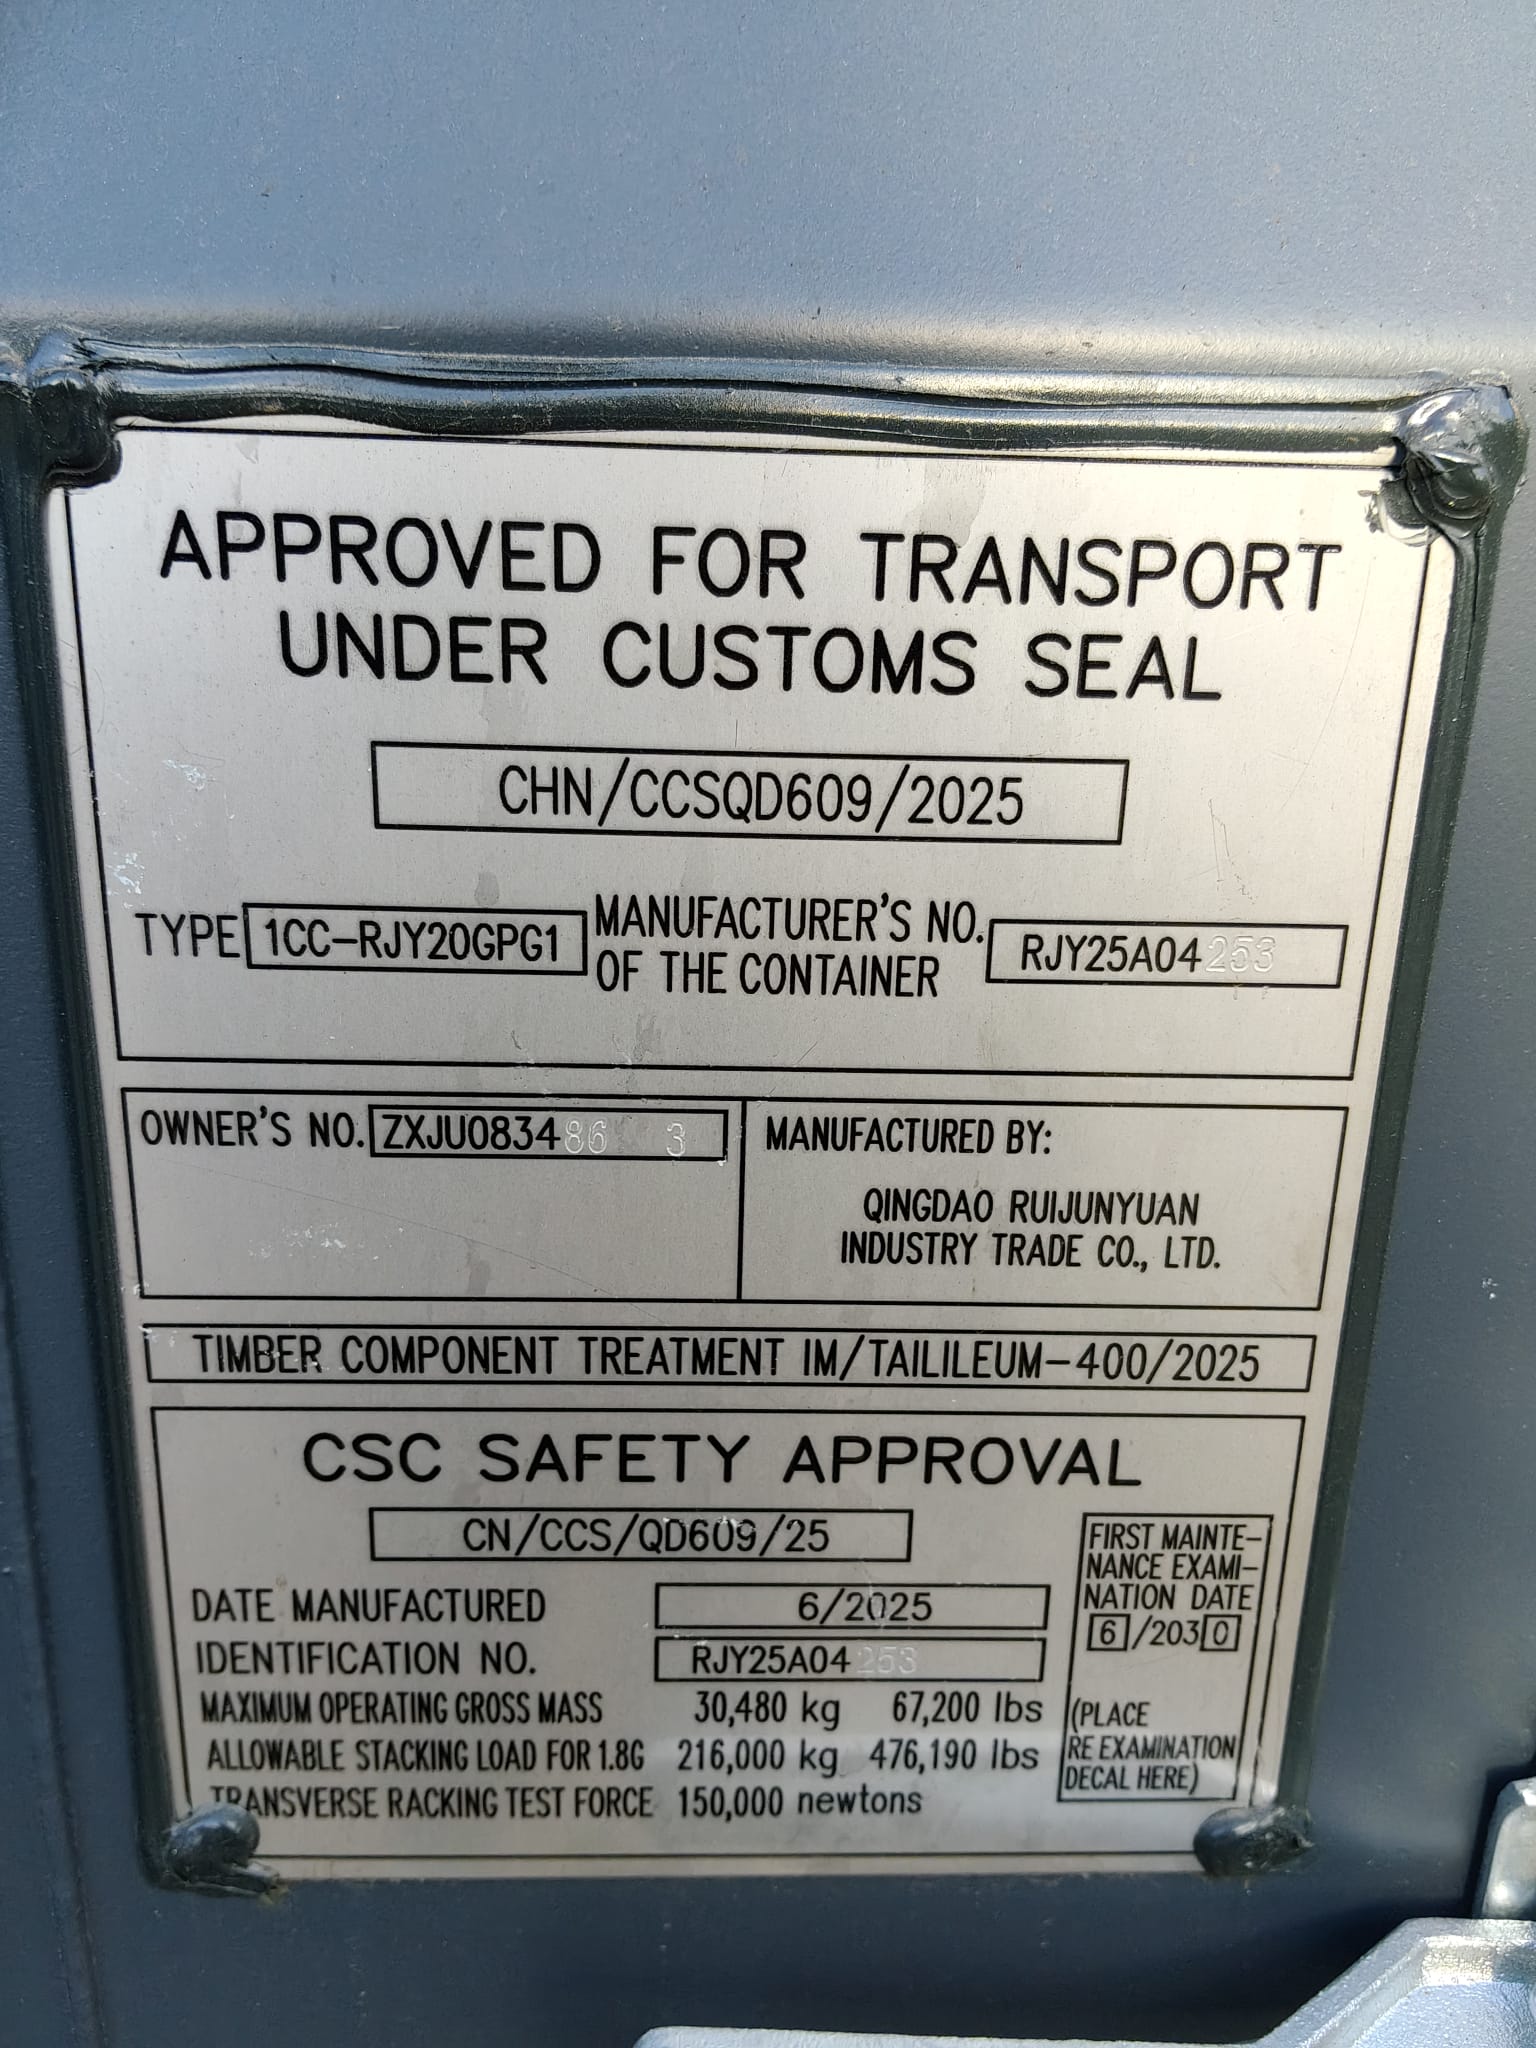 APPROVED FOR TRANSPORT
UNDER CUSTOMS SEAL
CHN/CCSQD609/2025
TYPE 1CC-RJY20GPG1
MANUFACTURER'S NO.
OF THE CONTAINER
RJY25A04253
OWNER'S NO. ZXJU083486 3
MANUFACTURED BY:
QINGDAO RUIJUNYUAN
INDUSTRY TRADE CO., LTD.
TIMBER COMPONENT TREATMENT IM/TAILILEUM-400/2025
CSC SAFETY APPROVAL
CN/CCS/QD609/25
DATE MANUFACTURED 6/2025
IDENTIFICATION NO. RJY25A04253
MAXIMUM OPERATING GROSS MASS 30,480 kg 67,200 lbs
ALLOWABLE STACKING LOAD FOR 1.8G 216,000 kg 476,190 lbs
TRANSVERSE RACKING TEST FORCE 150,000 newtons
FIRST MAINTE-
NANCE EXAMI-
NATION DATE
6/2030
(PLACE
RE EXAMINATION
DECAL HERE)